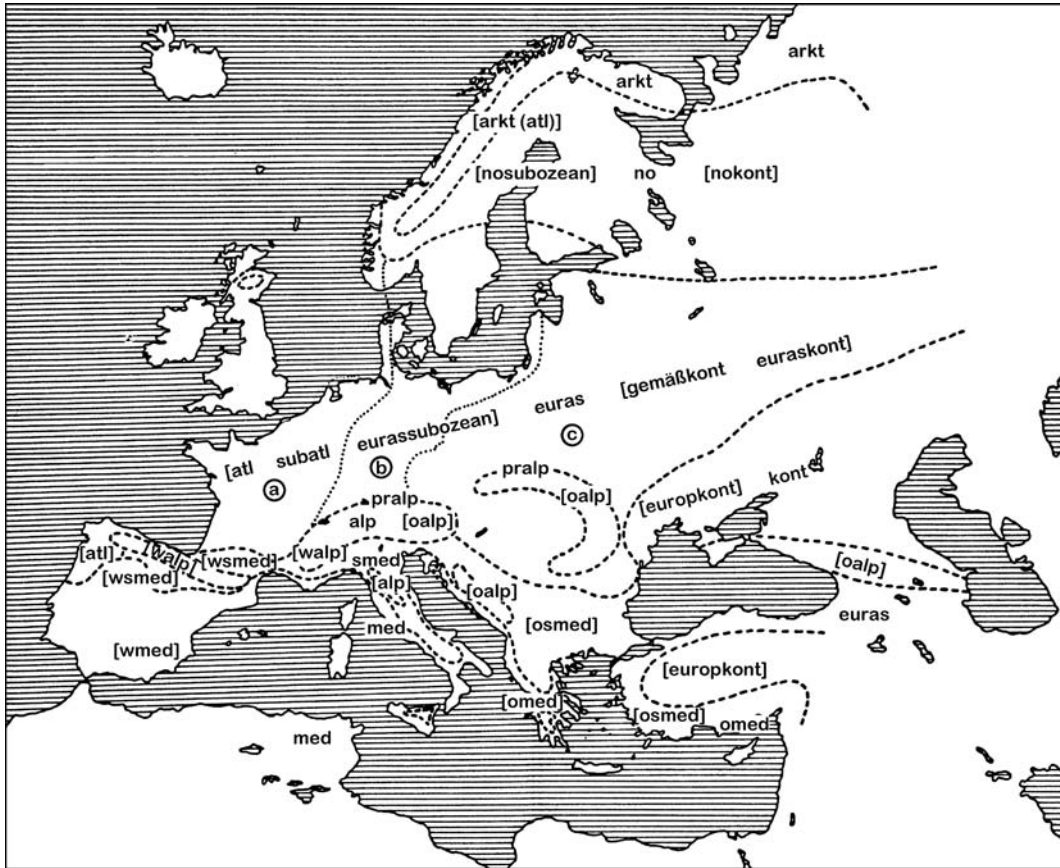 arkt
arkt
[arkt (atl)]
[nosubozean] no [nokont]
[atl subatl eurassubozean] euras [gemäßkont euraskont]
a
b
c
pralp
pralp
[oalp]
[europkont] kont
alp [oalp]
[atl]
[walp]
[wsmed]
[walp]
smed
[wsmed]
[alp]
[oalp]
[oalp]
euras
med
[osmed]
[wmed]
[europkont]
[omed]
[osmed]
omed
med